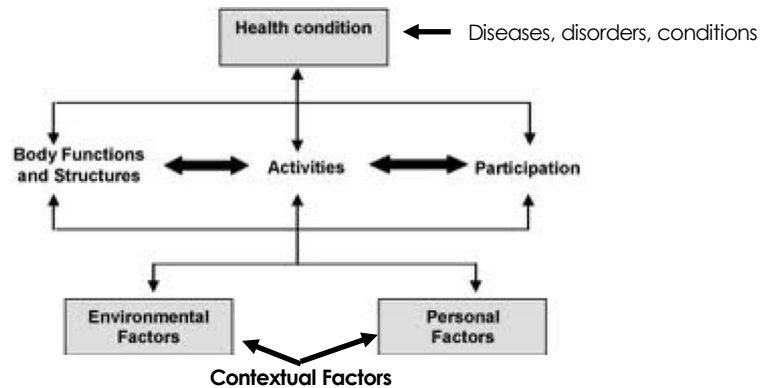 Health condition
Diseases, disorders, conditions
Body Functions
and Structures
Activities
Participation
Environmental
Factors
Personal
Factors
Contextual Factors